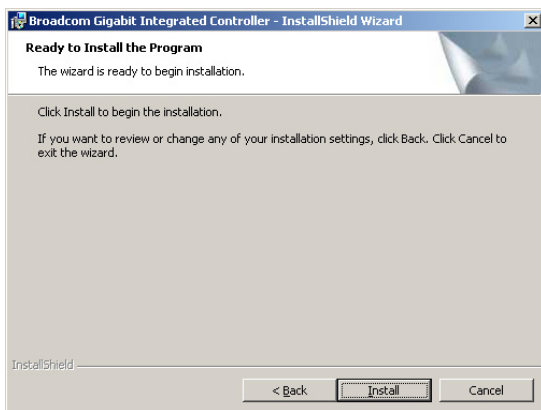 Broadcom Gigabit Integrated Controller - InstallShield Wizard
Ready to Install the Program
The wizard is ready to begin installation.
Click Install to begin the installation.
If you want to review or change any of your installation settings, click Back. Click Cancel to
exit the wizard.
InstallShield
< Back Install Cancel